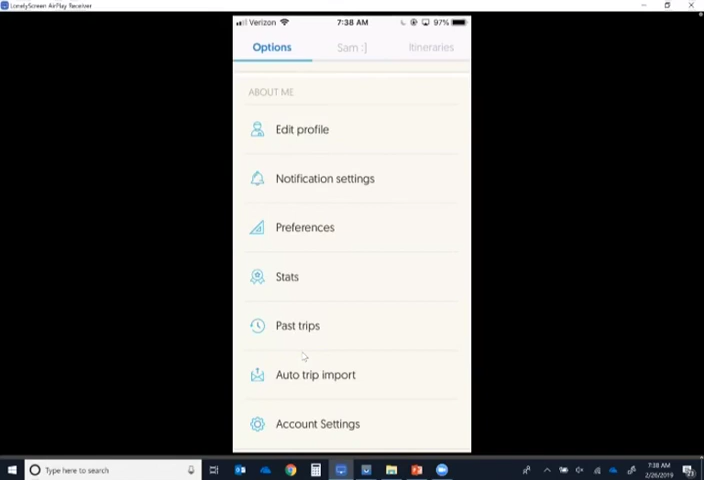 LonelyScreen AirPlay Receiver
Verizon
7:38 AM
97%
Options
Sam :]
Itineraries
ABOUT ME
Edit profile
Notification settings
Preferences
Stats
Past trips
Auto trip import
Account Settings
Type here to search
7:38 AM
2/26/2019